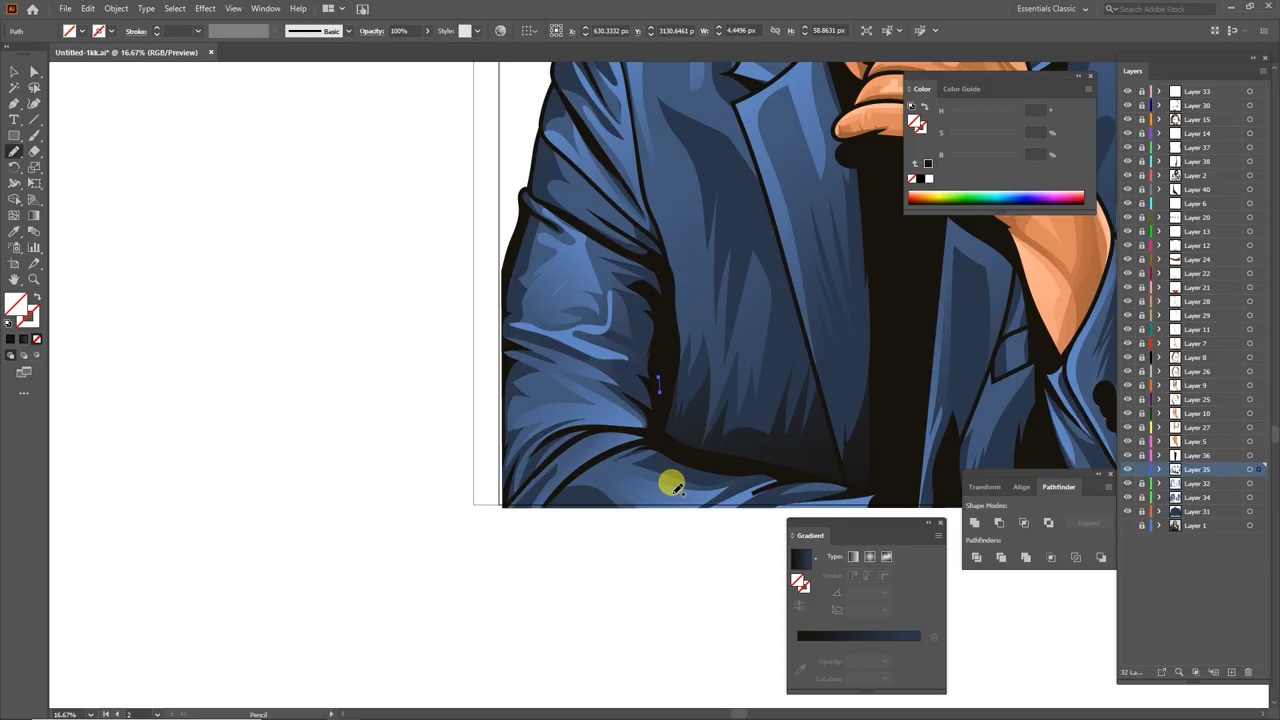 Ai File Edit Object Type Select Effect View Window Help Essentials Classic Search Adobe Stock
Path Stroke: Basic Opacity: 100% Style: X: 630.3332 px Y: 3130.6461 p W: 4.4496 px H: 58.8631 px
Untitled-1kk.ai* @ 16.67% (RGB/Preview)
Layers
Layer 33
Layer 30
Layer 15
Layer 14
Layer 37
Layer 38
Layer 2
Layer 40
Layer 6
Layer 20
Layer 13
Layer 12
Layer 24
Layer 22
Layer 21
Layer 28
Layer 29
Layer 11
Layer 7
Layer 8
Layer 26
Layer 9
Layer 25
Layer 10
Layer 27
Layer 5
Layer 36
Layer 35
Layer 32
Layer 34
Layer 31
Layer 1
32 La...
Color Color Guide
H °
S %
B %
Transform Align Pathfinder
Shape Modes:
Expand
Pathfinders:
Gradient
Type:
Stroke:
Opacity:
Location:
16.67% 2 Pencil